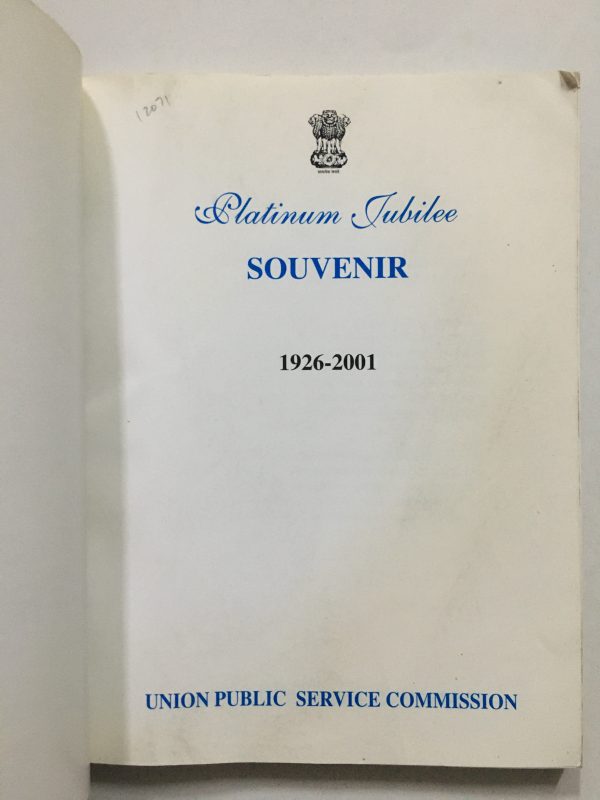 12071
Platinum Jubilee
SOUVENIR
1926-2001
UNION PUBLIC SERVICE COMMISSION